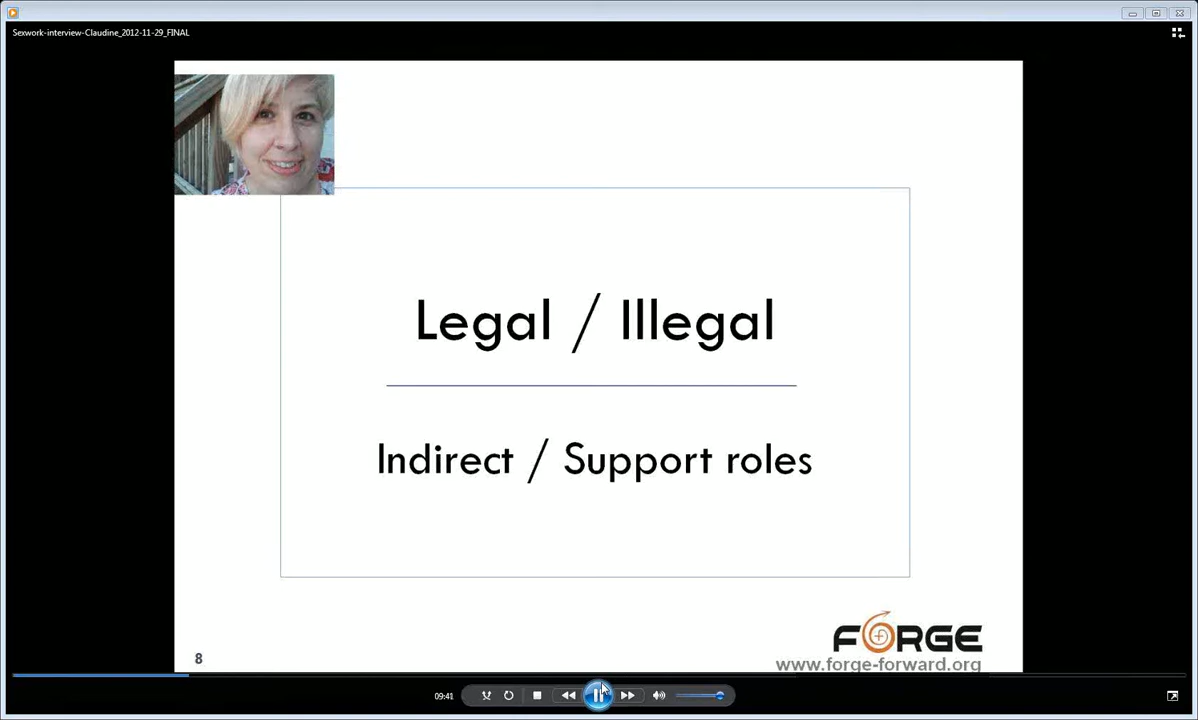 Sexwork-interview-Claudine_2012-11-29_FINAL
Legal / Illegal
Indirect / Support roles
FORGE
www.forge-forward.org
8
09:41